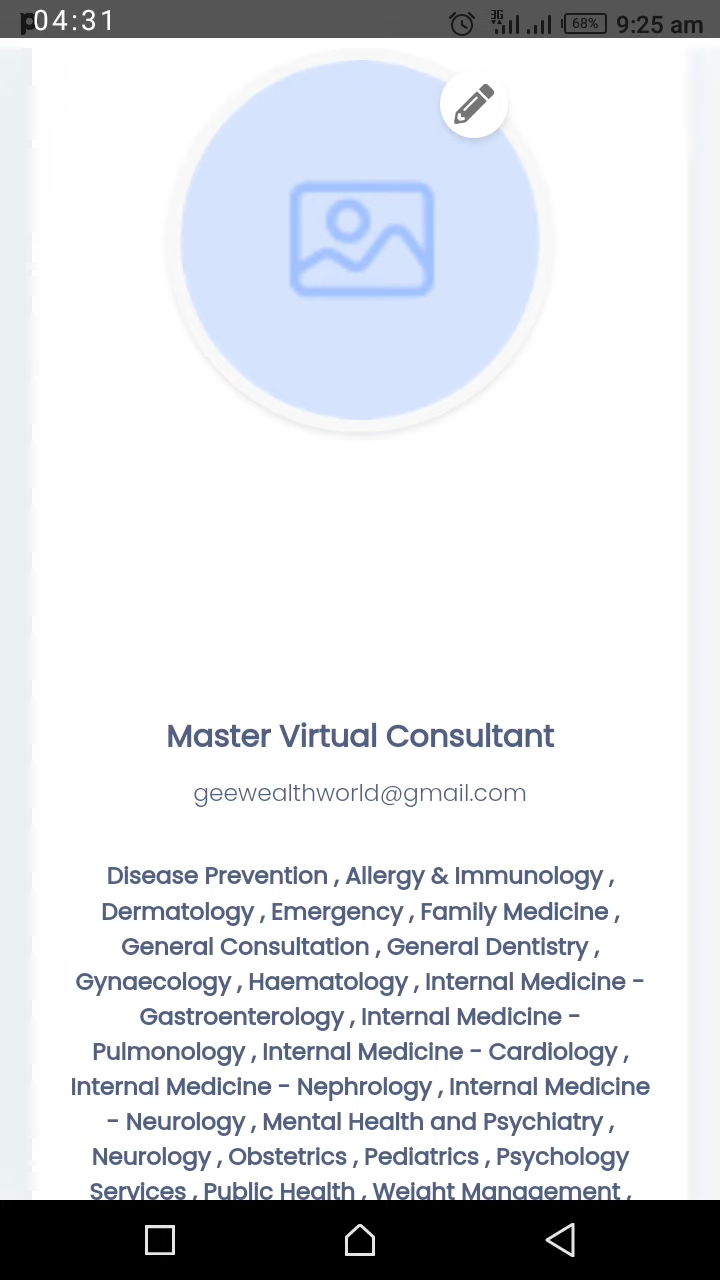 04:31
3G 68% 9:25 am
Master Virtual Consultant
geewealthworld@gmail.com
Disease Prevention , Allergy & Immunology ,
Dermatology , Emergency , Family Medicine ,
General Consultation , General Dentistry ,
Gynaecology , Haematology , Internal Medicine -
Gastroenterology , Internal Medicine -
Pulmonology , Internal Medicine - Cardiology ,
Internal Medicine - Nephrology , Internal Medicine
- Neurology , Mental Health and Psychiatry ,
Neurology , Obstetrics , Pediatrics , Psychology
Services , Public Health , Weight Management ,